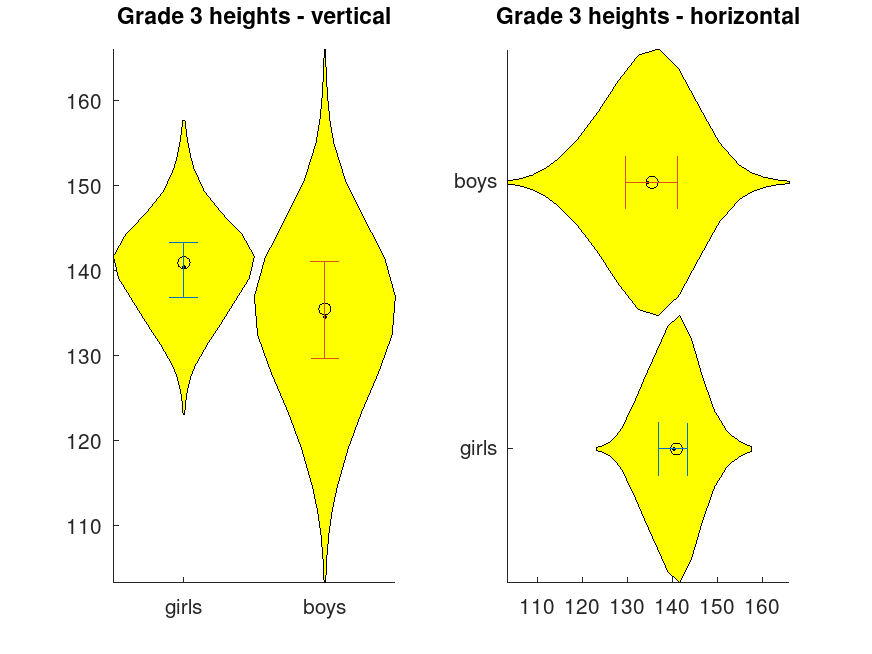 Grade 3 heights - vertical
160
150
140
130
120
110
girls boys
Grade 3 heights - horizontal
boys
girls
110 120 130 140 150 160